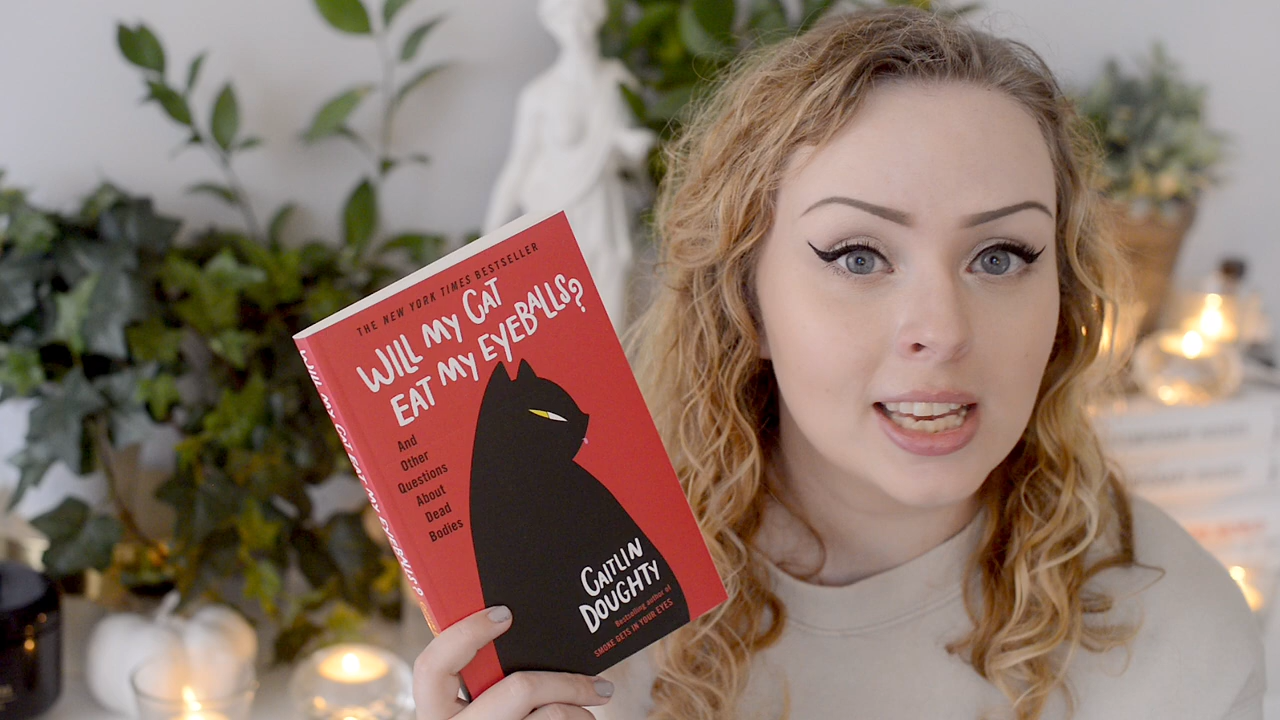 THE NEW YORK TIMES BESTSELLER
WILL MY CAT
EAT MY EYEBALLS?
And
Other
Questions
About
Dead
Bodies
CAITLIN
DOUGHTY
Bestselling author of
SMOKE GETS IN YOUR EYES
WILL MY CAT EAT MY EYEBALLS?